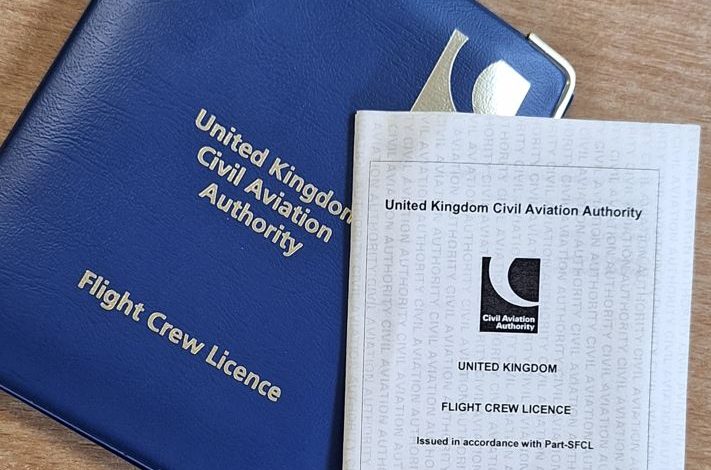 United Kingdom
Civil Aviation
Authority
Flight Crew Licence
United Kingdom Civil Aviation Authority
Civil Aviation
Authority
UNITED KINGDOM
FLIGHT CREW LICENCE
Issued in accordance with Part-SFCL